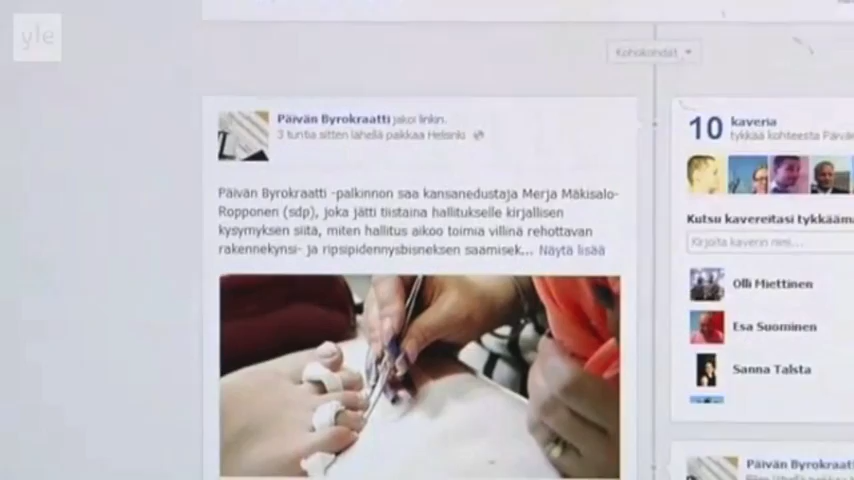 yle
Kohokohdat
Päivän Byrokraatti jakoi linkin.
3 tuntia sitten lähellä paikkaa Helsinki
Päivän Byrokraatti -palkinnon saa kansanedustaja Merja Mäkisalo-
Ropponen (sdp), joka jätti tiistaina hallitukselle kirjallisen
kysymyksen siitä, miten hallitus aikoo toimia villinä rehottavan
rakennekynsi- ja ripsipidennysbisneksen saamisek... Näytä lisää
10 kaveria
tykkää kohteesta Päivän
Kutsu kavereitasi tykkäämä
Kirjoita kaverin nimi...
Olli Miettinen
Esa Suominen
Sanna Talsta
Päivän Byrokraatti